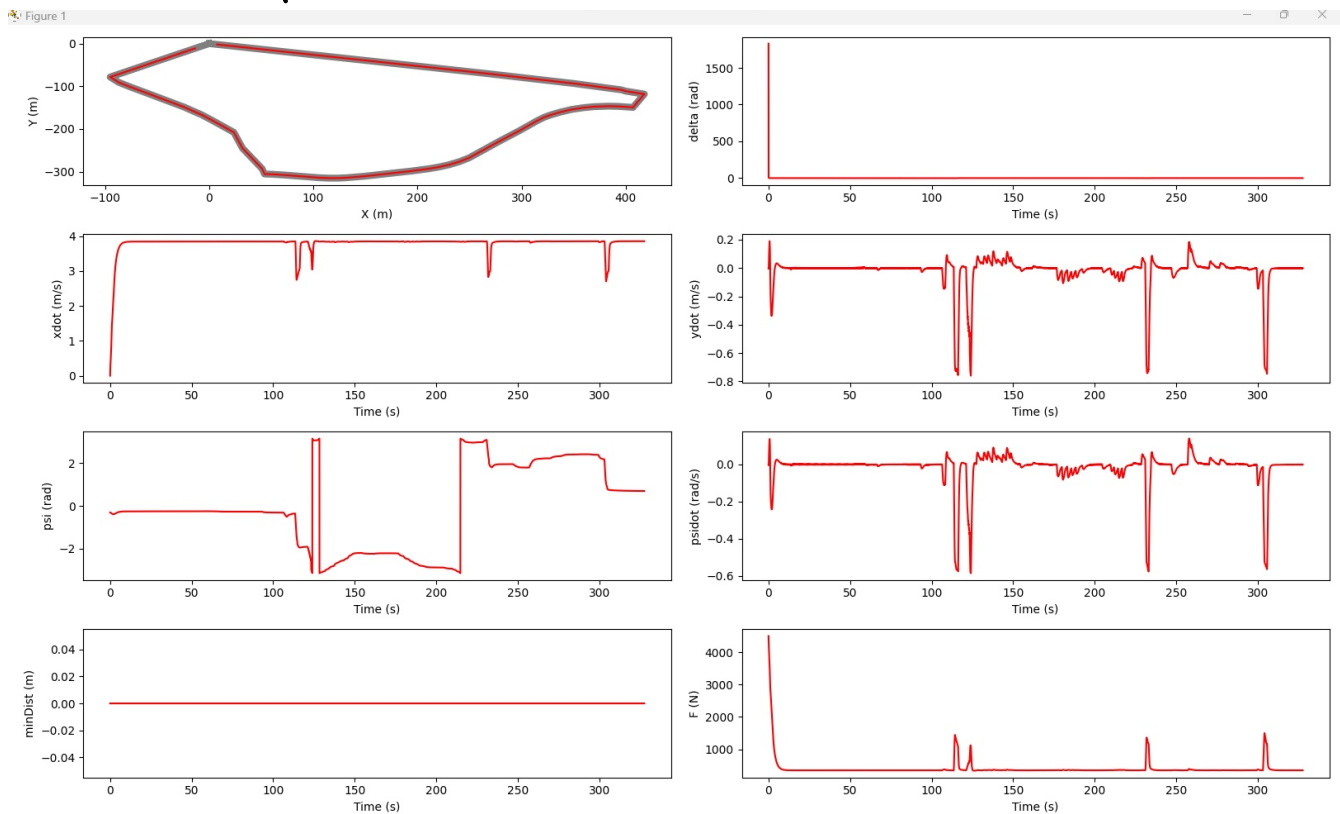 Figure 1
0
−100
−200
−300
Y (m)
−100 0 100 200 300 400
X (m)
1500
1000
500
0
delta (rad)
0 50 100 150 200 250 300
Time (s)
4
3
2
1
0
xdot (m/s)
0 50 100 150 200 250 300
Time (s)
0.2
0.0
−0.2
−0.4
−0.6
−0.8
ydot (m/s)
0 50 100 150 200 250 300
Time (s)
2
0
−2
psi (rad)
0 50 100 150 200 250 300
Time (s)
0.0
−0.2
−0.4
−0.6
psidot (rad/s)
0 50 100 150 200 250 300
Time (s)
0.04
0.02
0.00
−0.02
−0.04
minDist (m)
0 50 100 150 200 250 300
Time (s)
4000
3000
2000
1000
F (N)
0 50 100 150 200 250 300
Time (s)